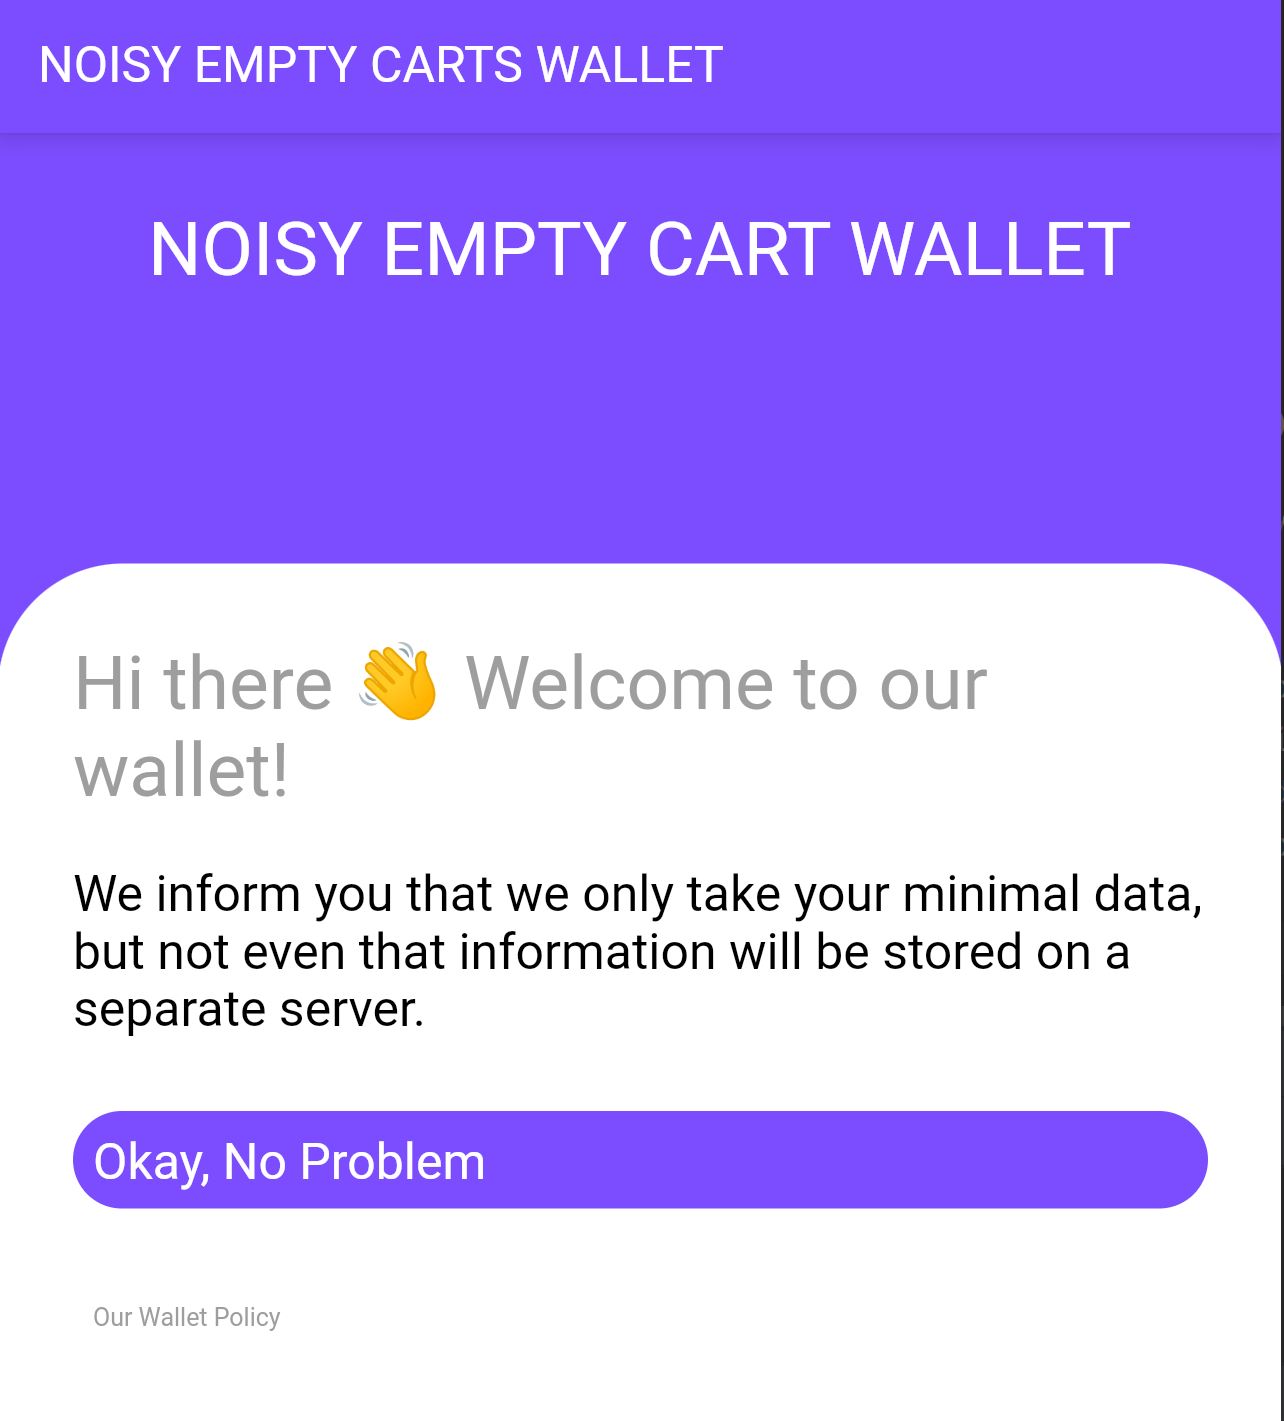 NOISY EMPTY CARTS WALLET
NOISY EMPTY CART WALLET
Hi there 👋 Welcome to our
wallet!
We inform you that we only take your minimal data,
but not even that information will be stored on a
separate server.
Okay, No Problem
Our Wallet Policy